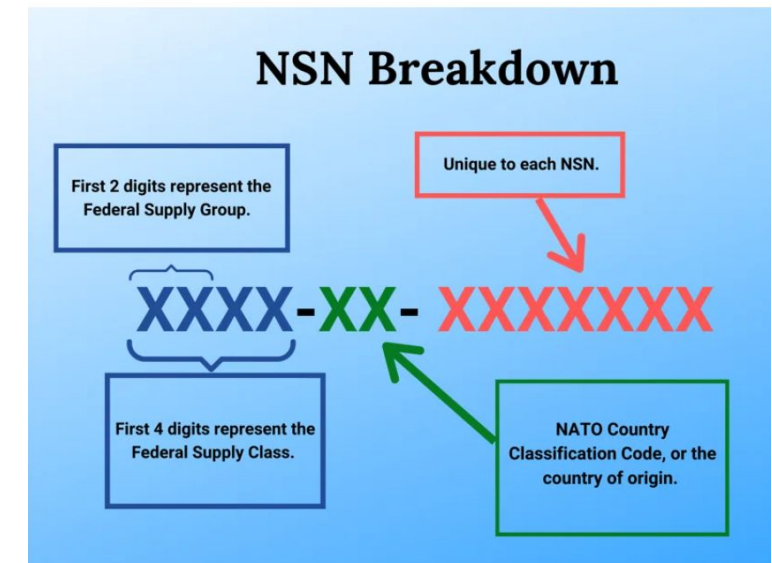 NSN Breakdown
First 2 digits represent the
Federal Supply Group.
Unique to each NSN.
XXXX-XX- XXXXXXX
First 4 digits represent the
Federal Supply Class.
NATO Country
Classification Code, or the
country of origin.